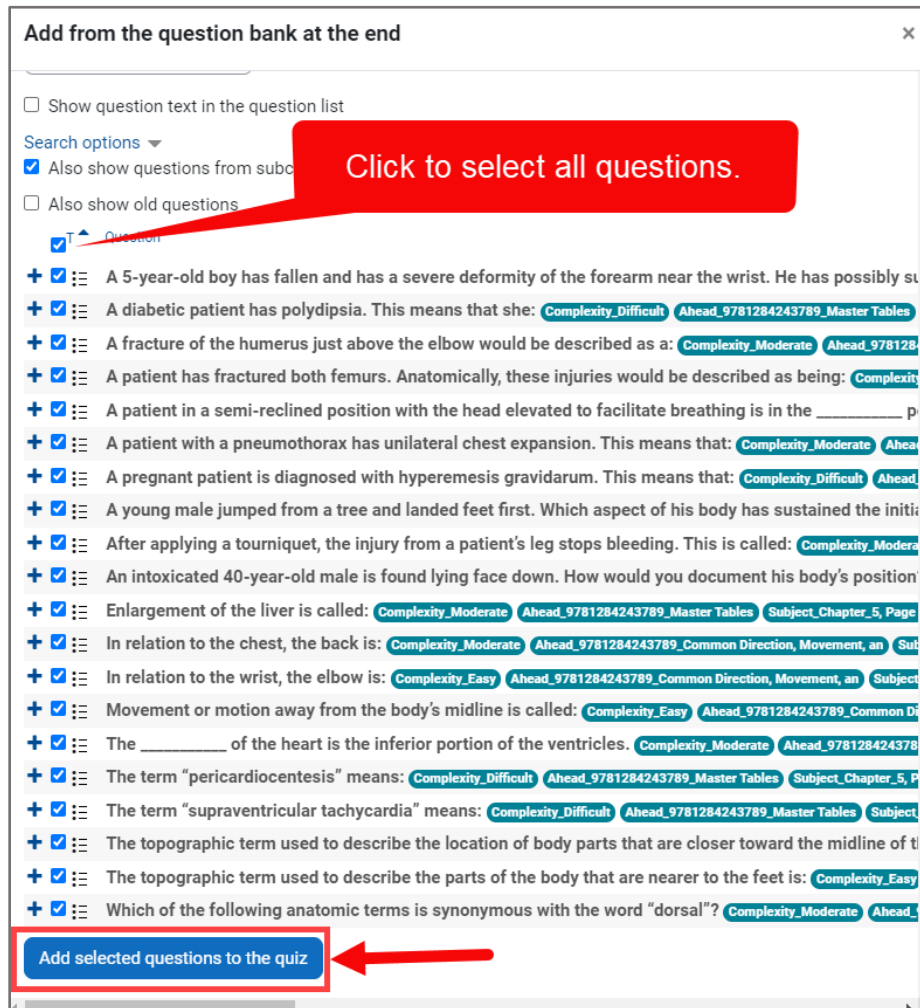 Add from the question bank at the end ×
Show question text in the question list
Search options
Also show questions from subc
Click to select all questions.
Also show old questions
T Question
A 5-year-old boy has fallen and has a severe deformity of the forearm near the wrist. He has possibly su
A diabetic patient has polydipsia. This means that she: Complexity_Difficult Ahead_9781284243789_Master Tables
A fracture of the humerus just above the elbow would be described as a: Complexity_Moderate Ahead_978128
A patient has fractured both femurs. Anatomically, these injuries would be described as being: Complexity
A patient in a semi-reclined position with the head elevated to facilitate breathing is in the __________ p
A patient with a pneumothorax has unilateral chest expansion. This means that: Complexity_Moderate Ahead
A pregnant patient is diagnosed with hyperemesis gravidarum. This means that: Complexity_Difficult Ahead_
A young male jumped from a tree and landed feet first. Which aspect of his body has sustained the initia
After applying a tourniquet, the injury from a patient’s leg stops bleeding. This is called: Complexity_Modera
An intoxicated 40-year-old male is found lying face down. How would you document his body’s position
Enlargement of the liver is called: Complexity_Moderate Ahead_9781284243789_Master Tables Subject_Chapter_5, Page
In relation to the chest, the back is: Complexity_Moderate Ahead_9781284243789_Common Direction, Movement, an Sub
In relation to the wrist, the elbow is: Complexity_Easy Ahead_9781284243789_Common Direction, Movement, an Subject
Movement or motion away from the body’s midline is called: Complexity_Easy Ahead_9781284243789_Common Di
The __________ of the heart is the inferior portion of the ventricles. Complexity_Moderate Ahead_978128424378
The term “pericardiocentesis” means: Complexity_Difficult Ahead_9781284243789_Master Tables Subject_Chapter_5, P
The term “supraventricular tachycardia” means: Complexity_Difficult Ahead_9781284243789_Master Tables Subject
The topographic term used to describe the location of body parts that are closer toward the midline of t
The topographic term used to describe the parts of the body that are nearer to the feet is: Complexity_Easy
Which of the following anatomic terms is synonymous with the word “dorsal”? Complexity_Moderate Ahead_
Add selected questions to the quiz